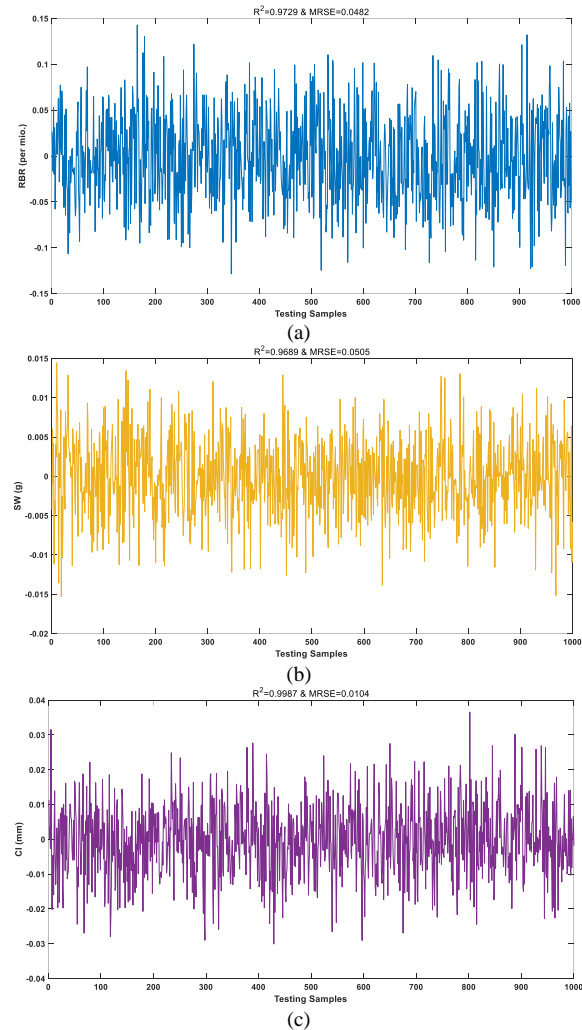 R²=0.9729 & MRSE=0.0482
0.15
0.1
0.05
0
-0.05
-0.1
-0.15
RBR (per mio.)
0 100 200 300 400 500 600 700 800 900 1000
Testing Samples
(a)
R²=0.9689 & MRSE=0.0505
0.015
0.01
0.005
0
-0.005
-0.01
-0.015
-0.02
SW (g)
0 100 200 300 400 500 600 700 800 900 1000
Testing Samples
(b)
R²=0.9987 & MRSE=0.0104
0.04
0.03
0.02
0.01
0
-0.01
-0.02
-0.03
-0.04
CI (mm)
0 100 200 300 400 500 600 700 800 900 1000
Testing Samples
(c)